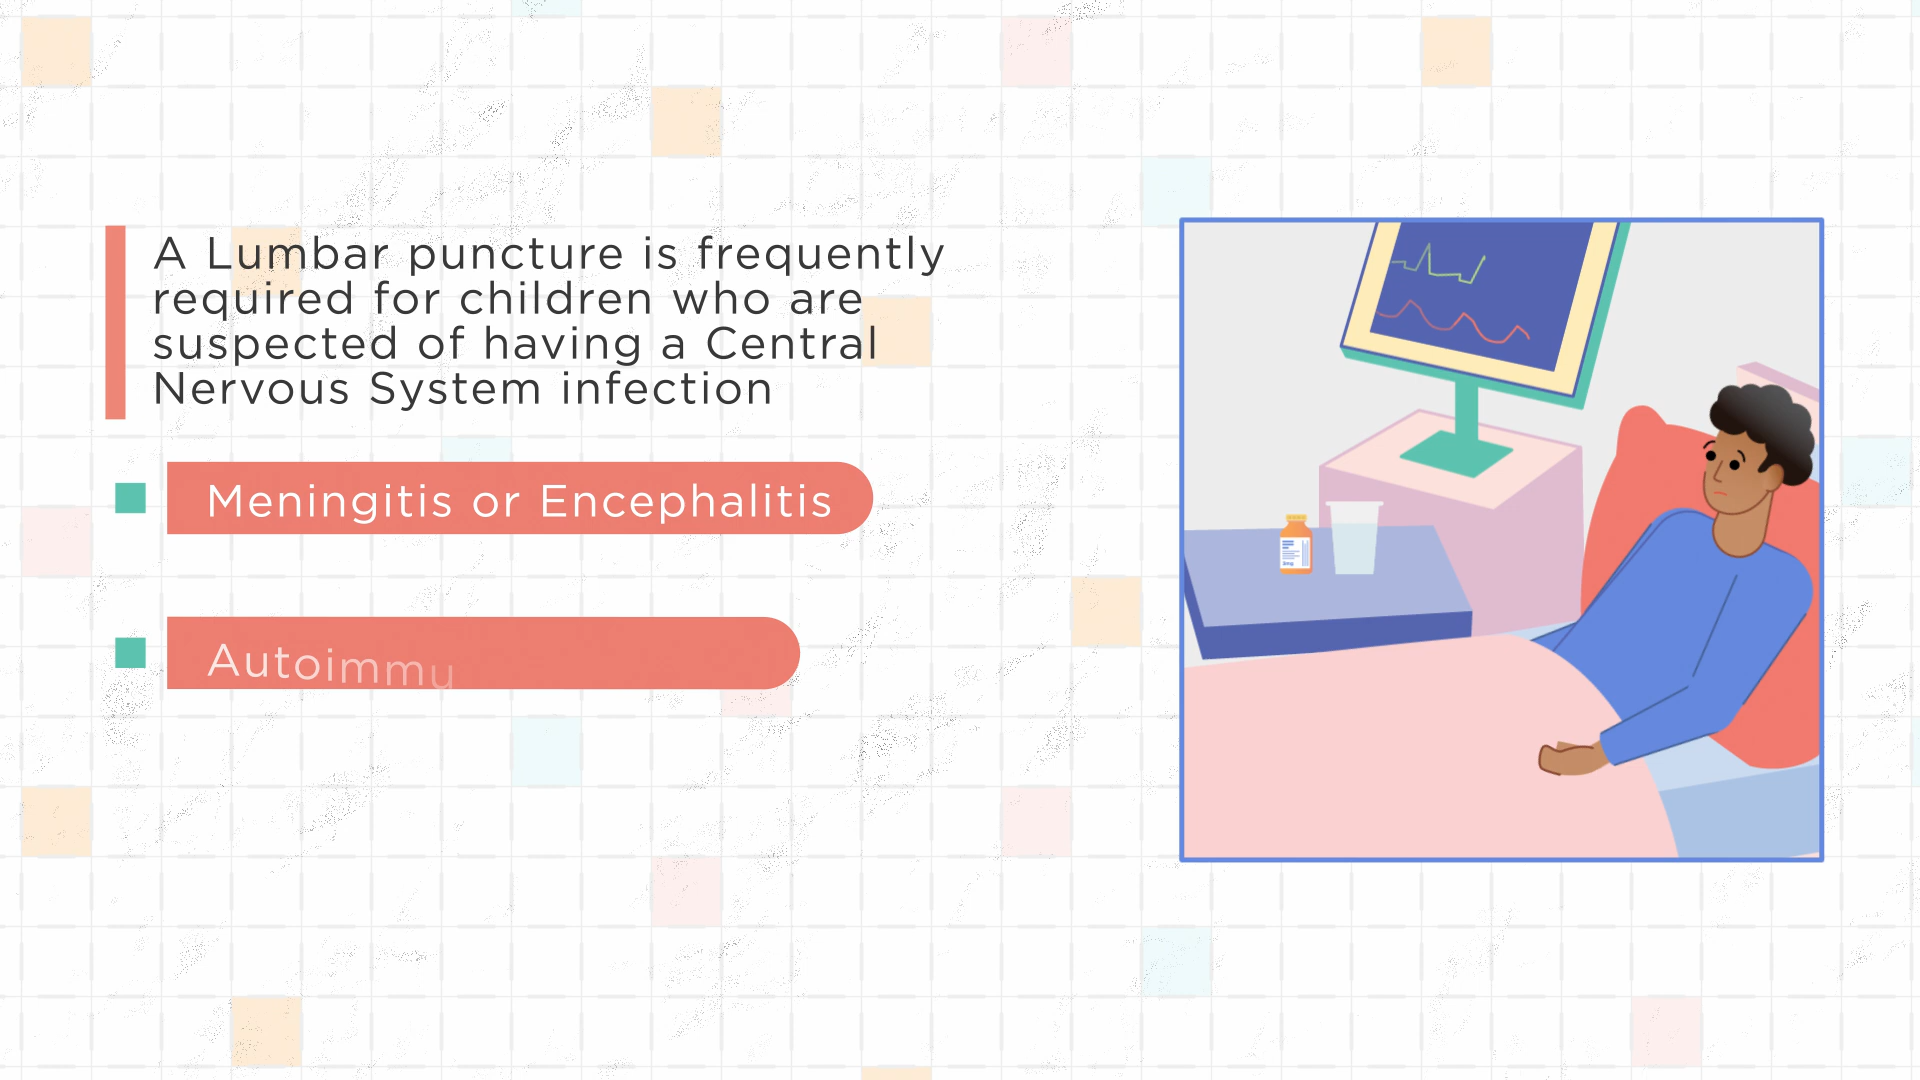 A Lumbar puncture is frequently
required for children who are
suspected of having a Central
Nervous System infection
Meningitis or Encephalitis
Autoimmu